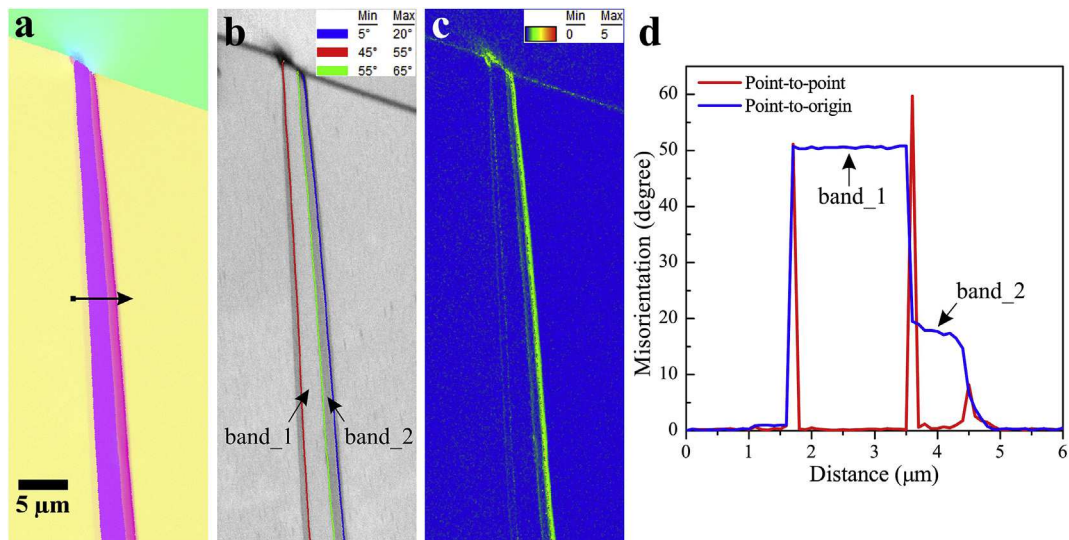 a
5 μm
b
Min Max
5° 20°
45° 55°
55° 65°
band_1
band_2
c
Min Max
0 5
d
Point-to-point
Point-to-origin
Misorientation (degree)
60
50
40
30
20
10
0
band_1
band_2
0 1 2 3 4 5 6
Distance (μm)